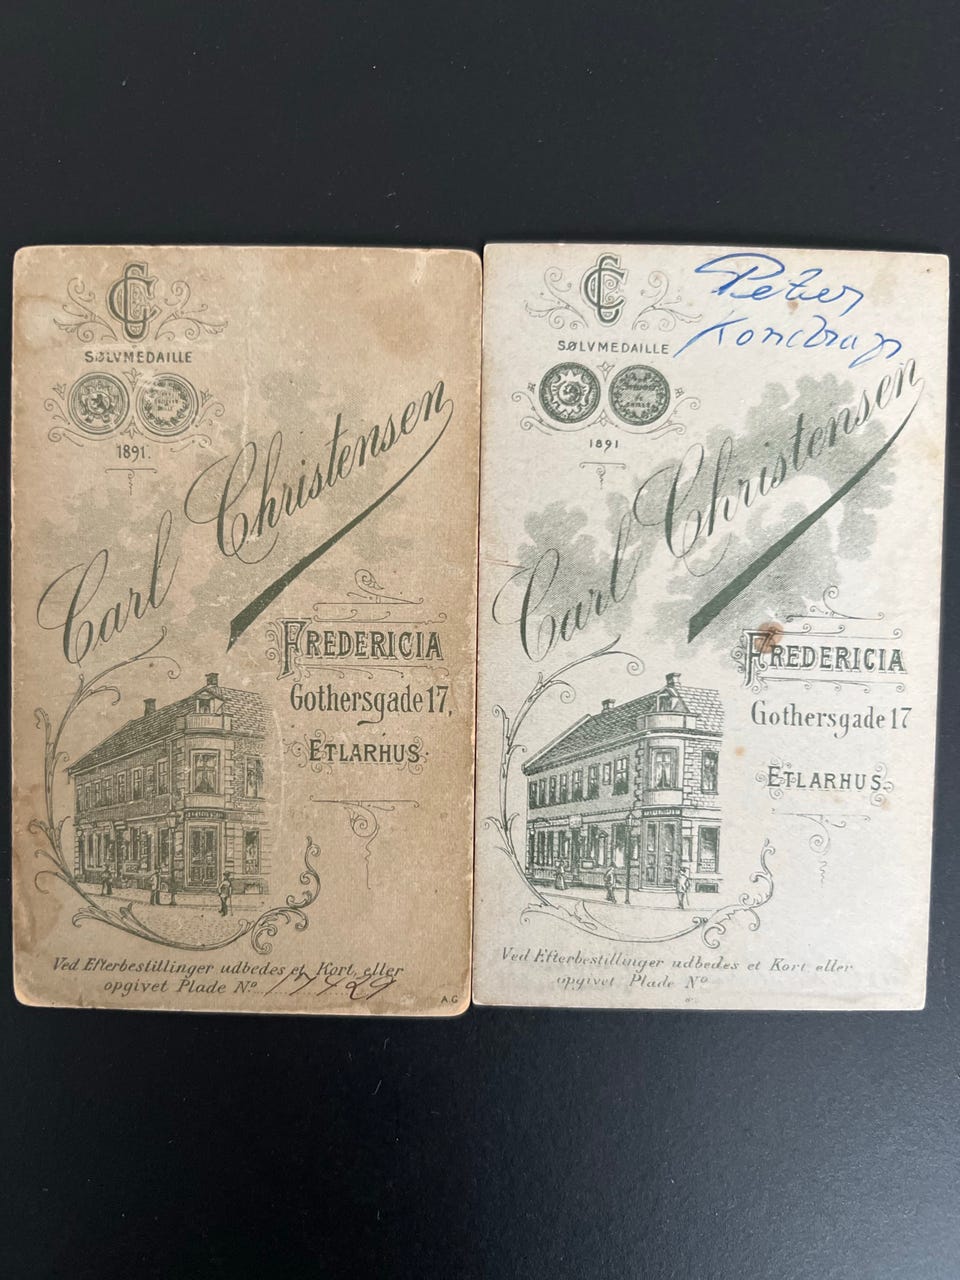 CC
SØLVMEDAILLE
1891.
Carl Christensen
FREDERICIA
Gothersgade 17,
ETLARHUS.
Ved Efterbestillinger udbedes et Kort eller
opgivet Plade Nº 17429
A.G
Peter
Kondrup
CC
SØLVMEDAILLE
1891
Carl Christensen
FREDERICIA
Gothersgade 17
ETLARHUS.
Ved Efterbestillinger udbedes et Kort eller
opgivet Plade Nº